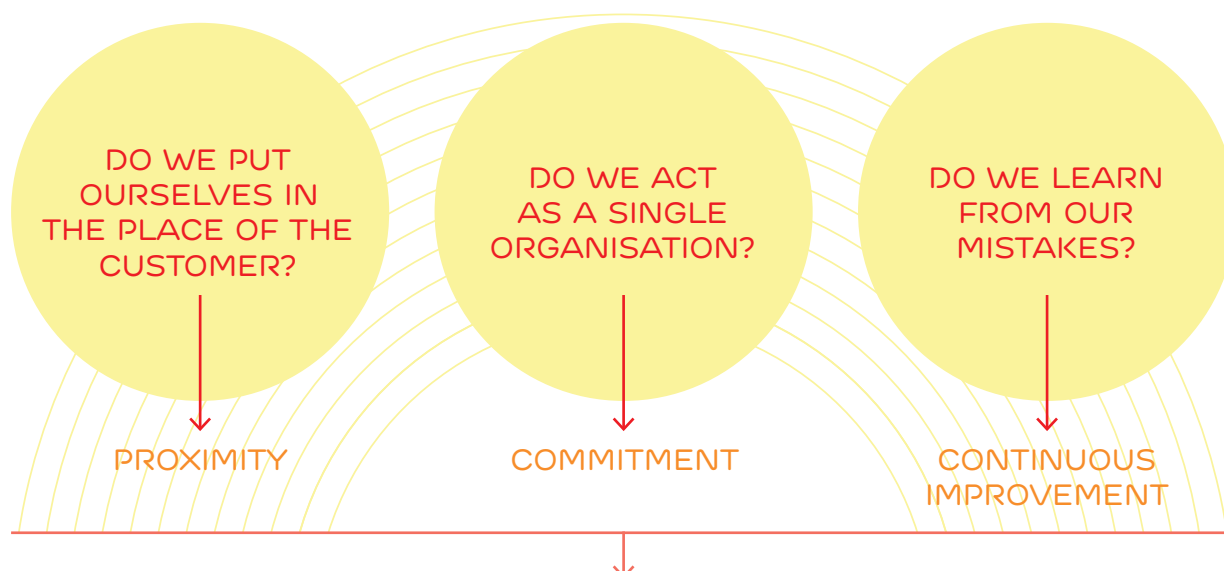 DO WE PUT
OURSELVES IN
THE PLACE OF THE
CUSTOMER?
PROXIMITY
DO WE ACT
AS A SINGLE
ORGANISATION?
COMMITMENT
DO WE LEARN
FROM OUR
MISTAKES?
CONTINUOUS
IMPROVEMENT